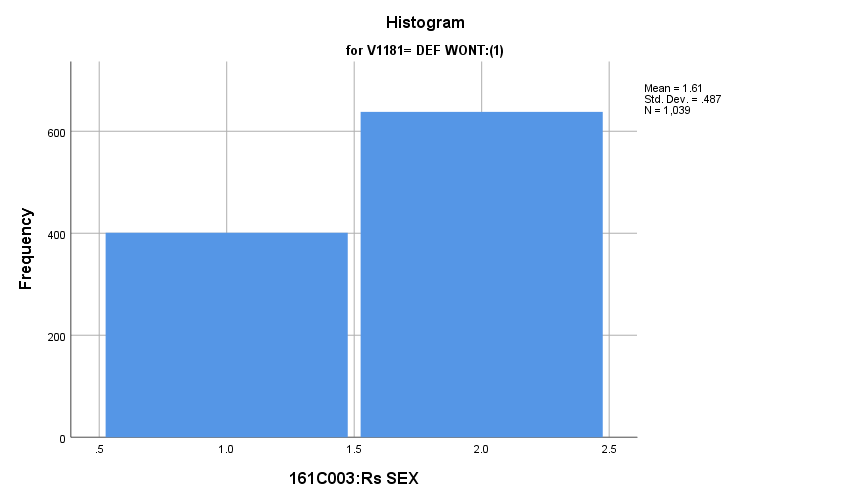 Histogram
for V1181= DEF WONT:(1)
Mean = 1.61
Std. Dev. = .487
N = 1,039
Frequency
600
400
200
0
.5 1.0 1.5 2.0 2.5
161C003:Rs SEX